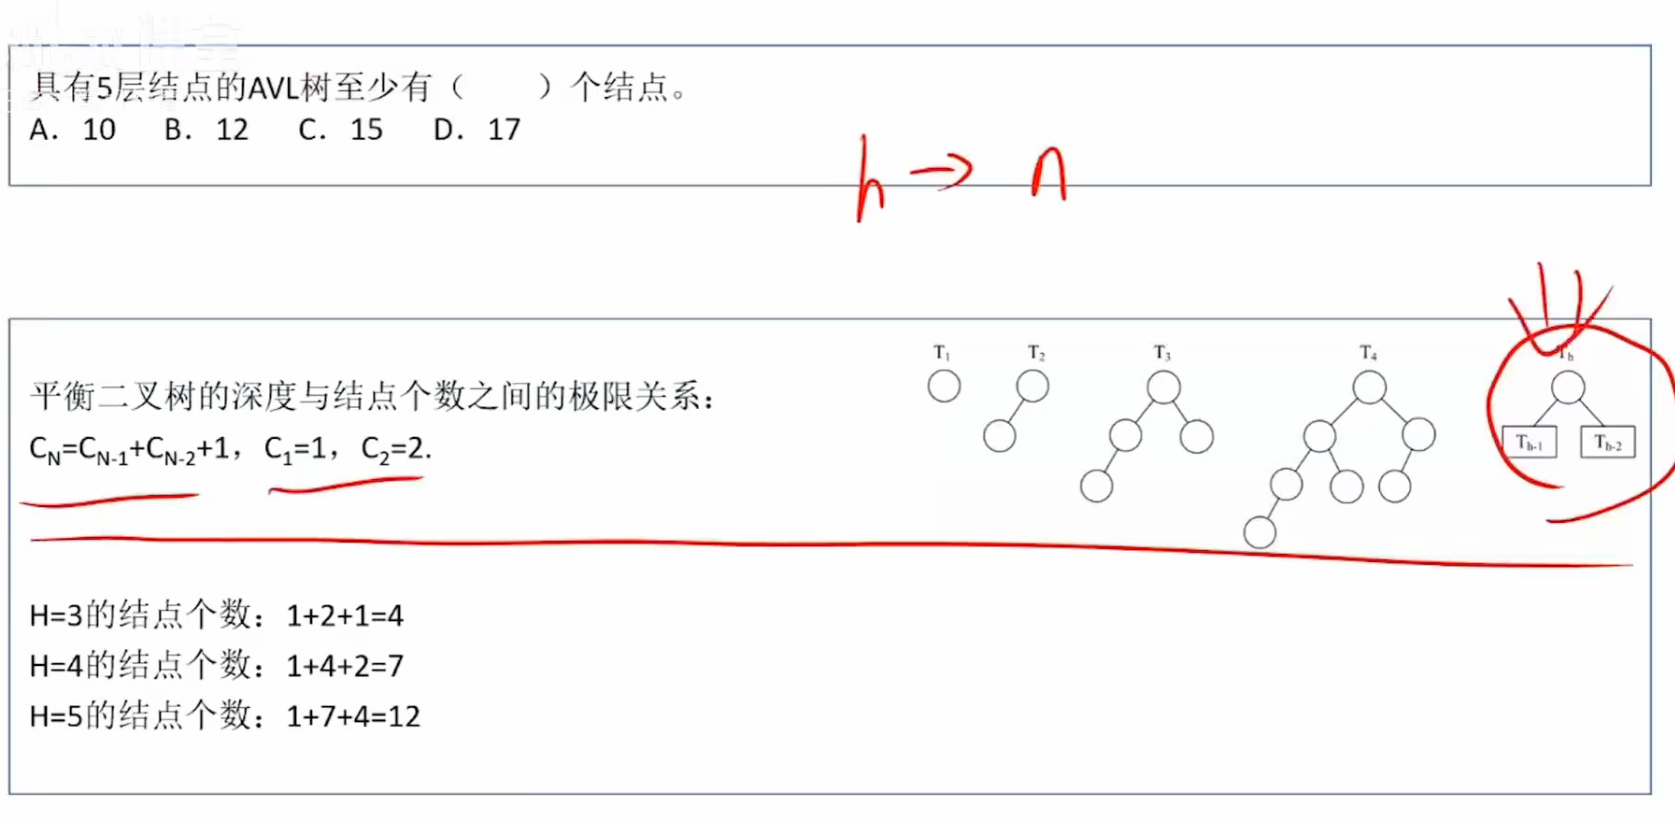 具有5层结点的AVL树至少有（　　）个结点。
A. 10　B. 12　C. 15　D. 17
h → n
平衡二叉树的深度与结点个数之间的极限关系：
C_N=C_{N-1}+C_{N-2}+1，C_1=1，C_2=2.
T_1　T_2　T_3　T_4　T_h
T_{h-1}　T_{h-2}
H=3的结点个数：1+2+1=4
H=4的结点个数：1+4+2=7
H=5的结点个数：1+7+4=12